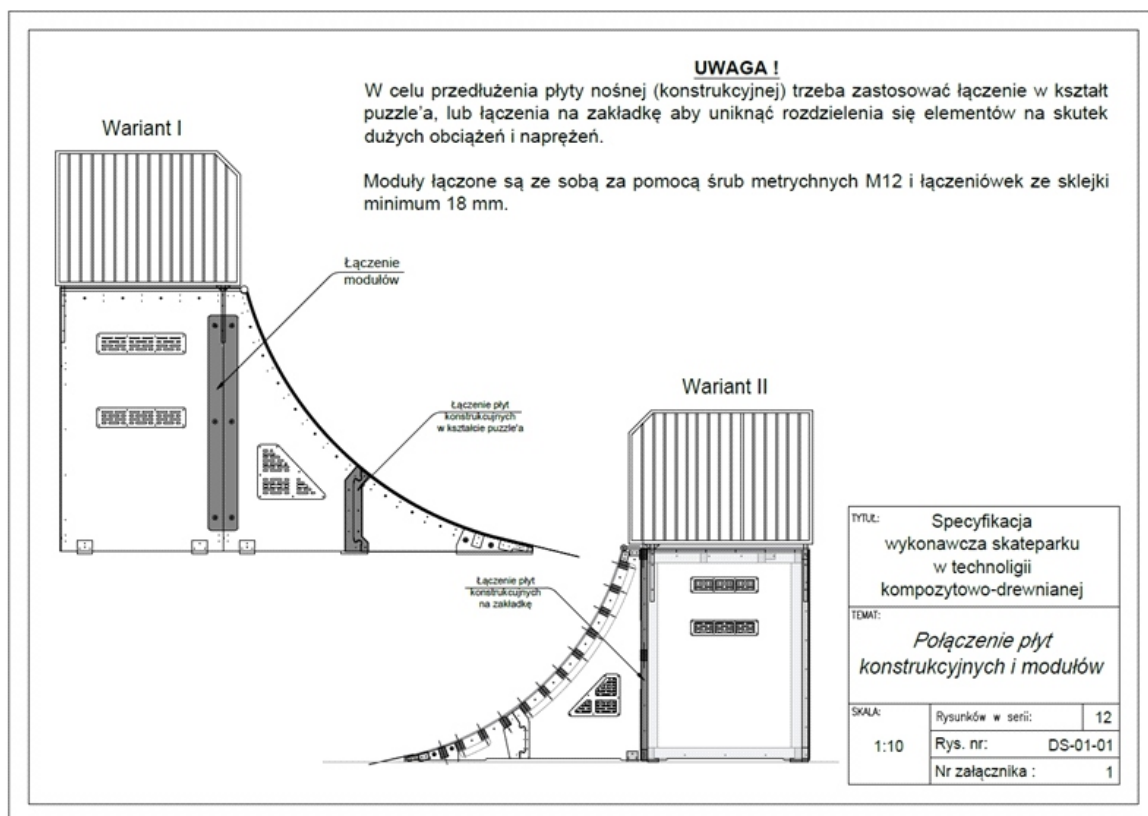 UWAGA !
W celu przedłużenia płyty nośnej (konstrukcyjnej) trzeba zastosować łączenie w kształt
puzzle'a, lub łączenia na zakładkę aby uniknąć rozdzielenia się elementów na skutek
dużych obciążeń i naprężeń.
Moduły łączone są ze sobą za pomocą śrub metrychnych M12 i łączeniówek ze sklejki
minimum 18 mm.
Wariant I
Łączenie
modułów
Łączenie płyt
konstrukcyjnych
w kształcie puzzle'a
Wariant II
Łączenie płyt
konstrukcyjnych
na zakładkę
TYTUŁ:
Specyfikacja
wykonawcza skateparku
w technoligii
kompozytowo-drewnianej
TEMAT:
Połączenie płyt
konstrukcyjnych i modułów
SKALA:
1:10
Rysunków w serii: 12
Rys. nr: DS-01-01
Nr załącznika : 1